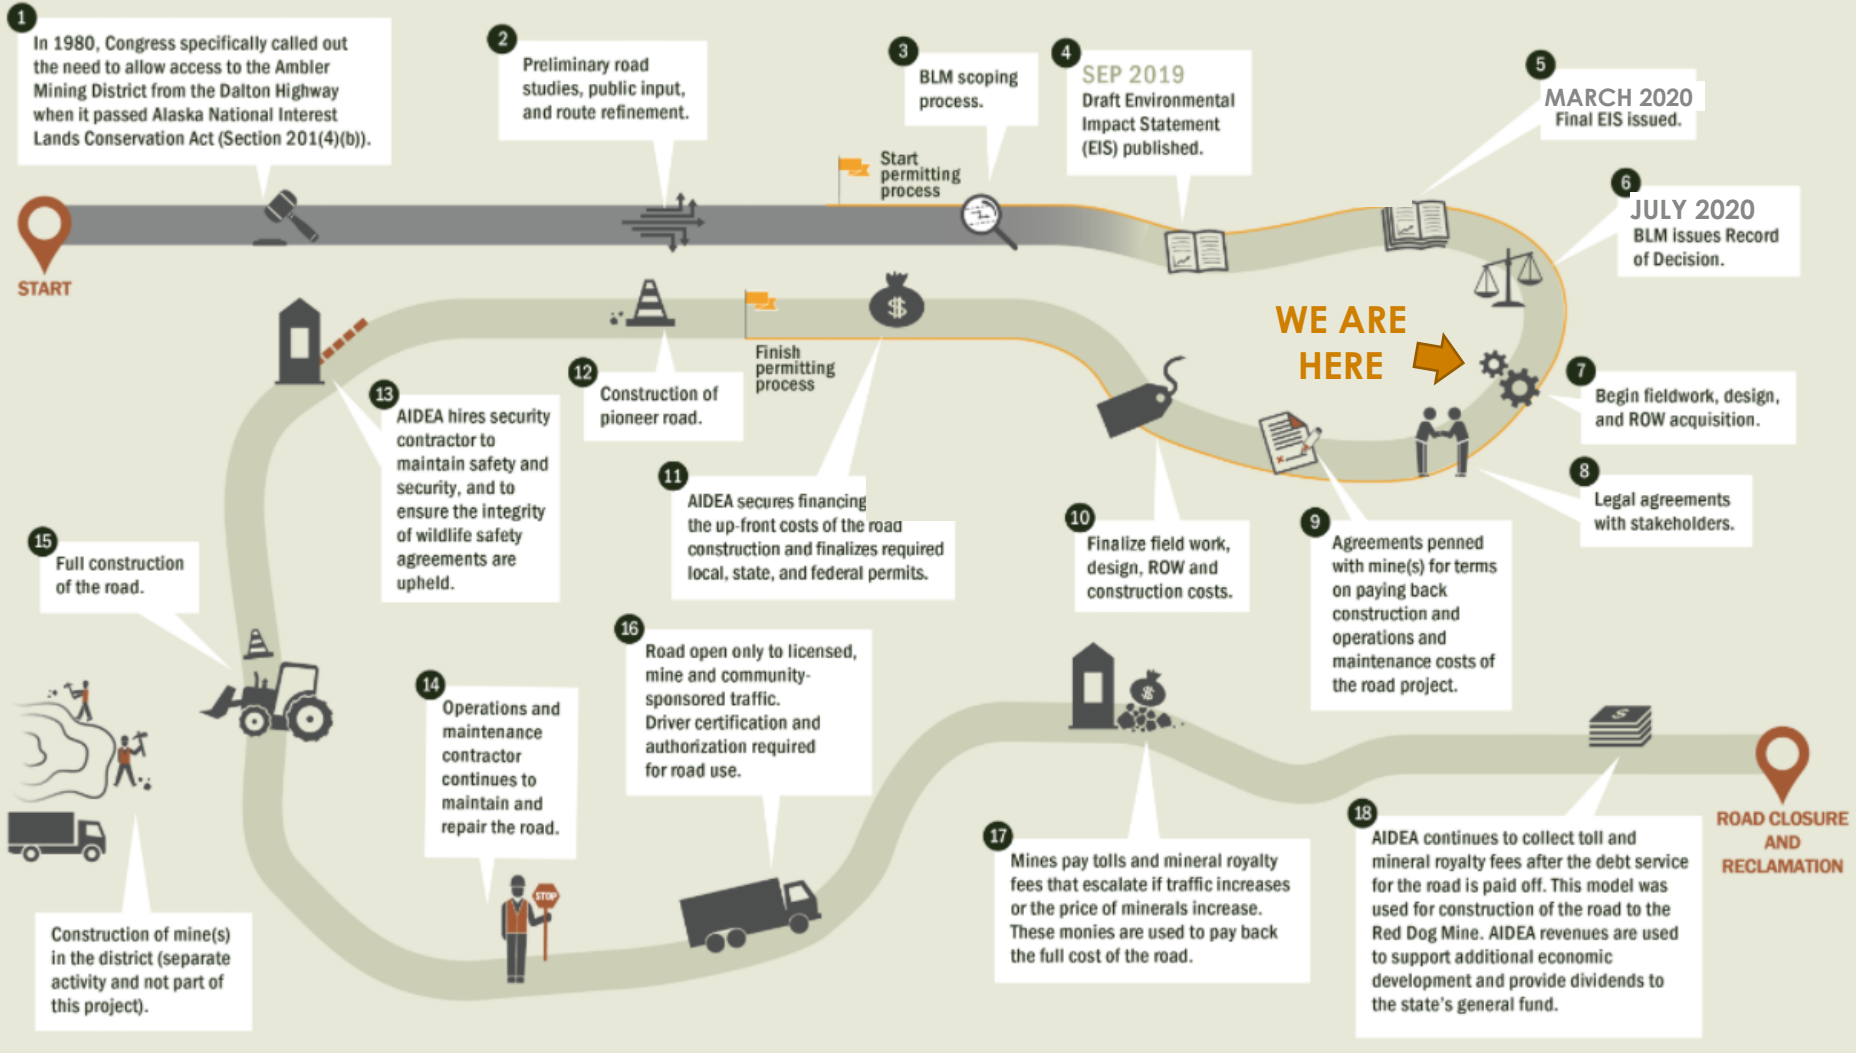 1
In 1980, Congress specifically called out
the need to allow access to the Ambler
Mining District from the Dalton Highway
when it passed Alaska National Interest
Lands Conservation Act (Section 201(4)(b)).
2
Preliminary road
studies, public input,
and route refinement.
3
BLM scoping
process.
4
SEP 2019
Draft Environmental
Impact Statement
(EIS) published.
5
MARCH 2020
Final EIS issued.
6
JULY 2020
BLM issues Record
of Decision.
START
Start
permitting
process
WE ARE
HERE
7
Begin fieldwork, design,
and ROW acquisition.
8
Legal agreements
with stakeholders.
9
Agreements penned
with mine(s) for terms
on paying back
construction and
operations and
maintenance costs of
the road project.
10
Finalize field work,
design, ROW and
construction costs.
11
AIDEA secures financing
the up-front costs of the road
construction and finalizes required
local, state, and federal permits.
$
Finish
permitting
process
12
Construction of
pioneer road.
13
AIDEA hires security
contractor to
maintain safety and
security, and to
ensure the integrity
of wildlife safety
agreements are
upheld.
15
Full construction
of the road.
14
Operations and
maintenance
contractor
continues to
maintain and
repair the road.
STOP
16
Road open only to licensed,
mine and community-
sponsored traffic.
Driver certification and
authorization required
for road use.
Construction of mine(s)
in the district (separate
activity and not part of
this project).
17
Mines pay tolls and mineral royalty
fees that escalate if traffic increases
or the price of minerals increase.
These monies are used to pay back
the full cost of the road.
$
18
AIDEA continues to collect toll and
mineral royalty fees after the debt service
for the road is paid off. This model was
used for construction of the road to the
Red Dog Mine. AIDEA revenues are used
to support additional economic
development and provide dividends to
the state's general fund.
$
ROAD CLOSURE
AND
RECLAMATION